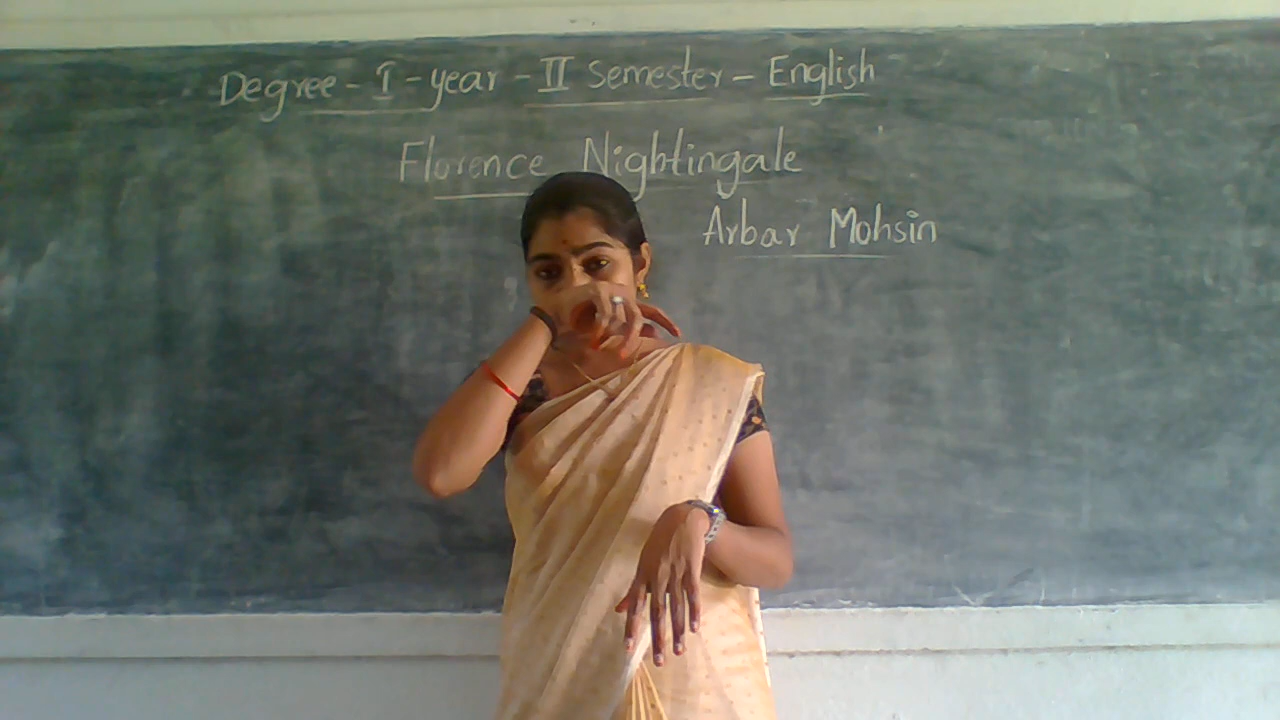 Degree - I - year - II Semester - English
Florence Nightingale
Arbar Mohsin